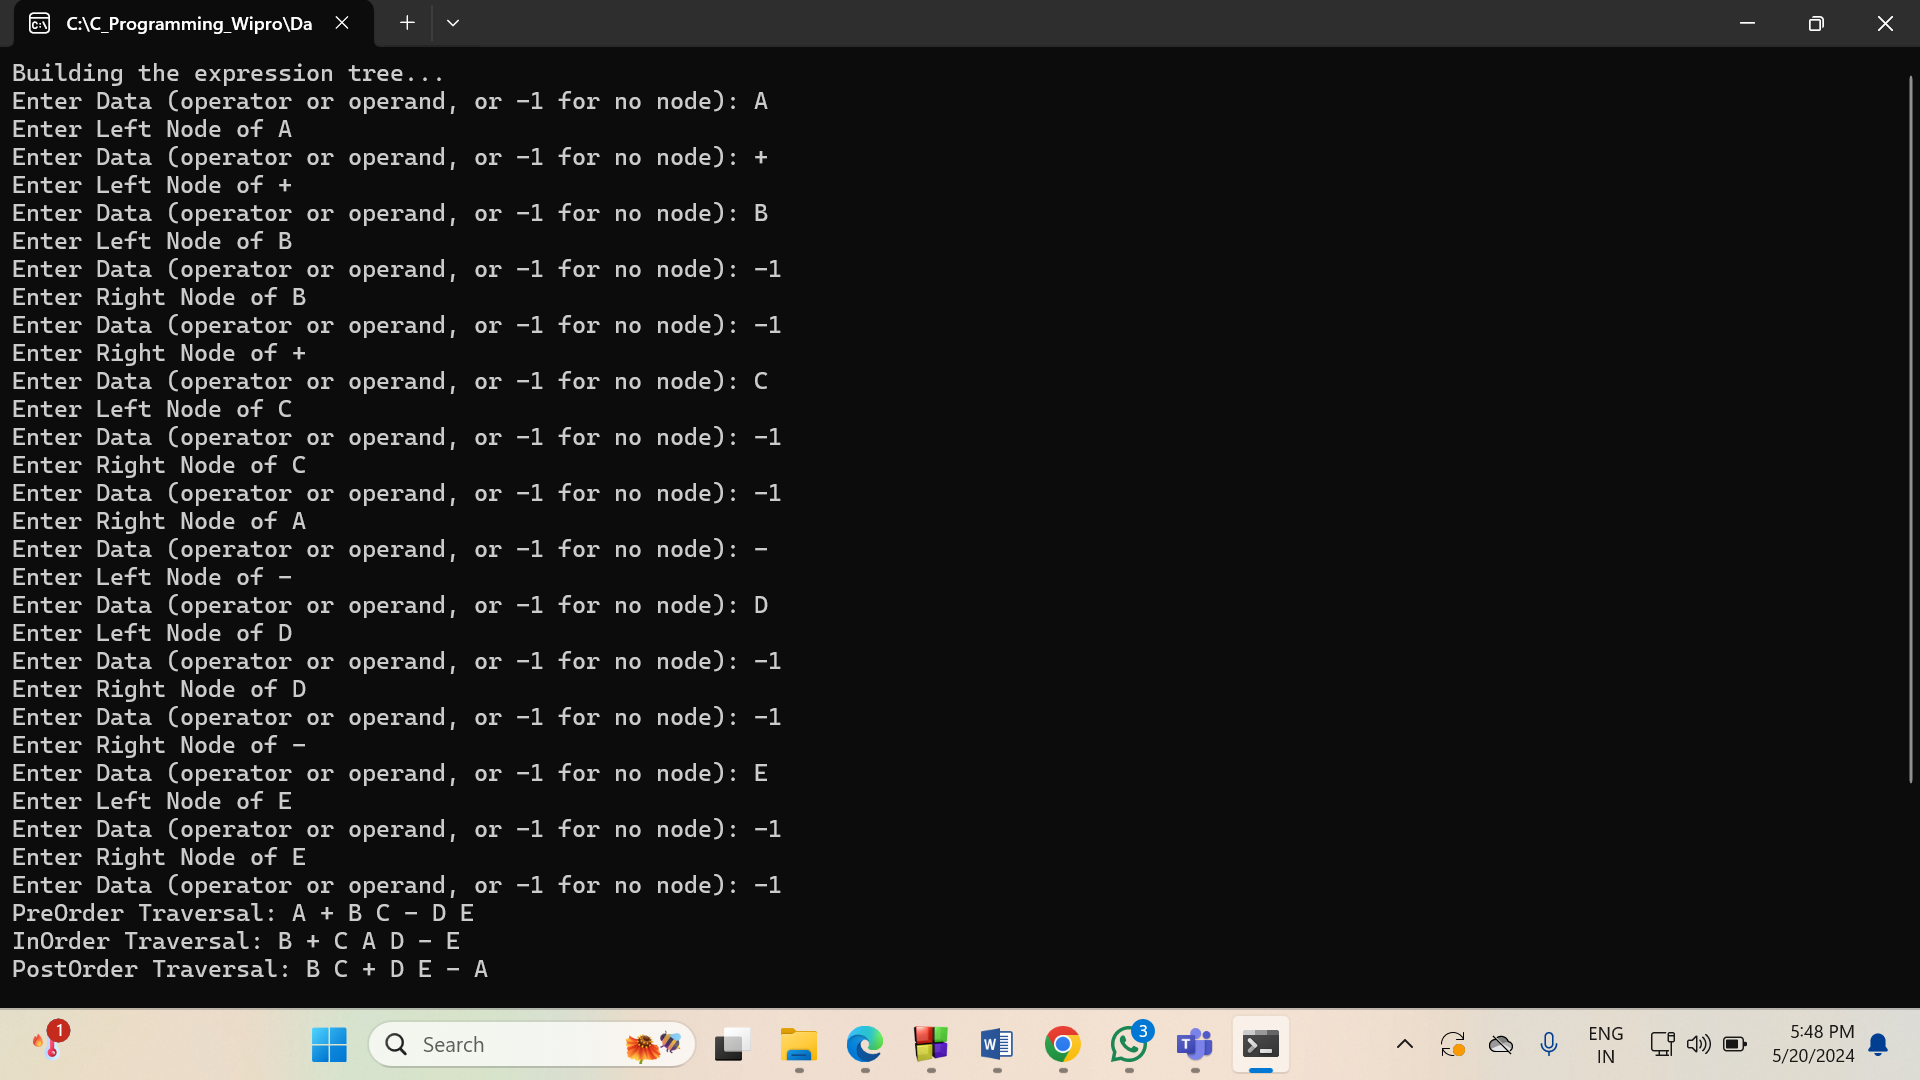 C:\C_Programming_Wipro\Da
Building the expression tree...
Enter Data (operator or operand, or -1 for no node): A
Enter Left Node of A
Enter Data (operator or operand, or -1 for no node): +
Enter Left Node of +
Enter Data (operator or operand, or -1 for no node): B
Enter Left Node of B
Enter Data (operator or operand, or -1 for no node): -1
Enter Right Node of B
Enter Data (operator or operand, or -1 for no node): -1
Enter Right Node of +
Enter Data (operator or operand, or -1 for no node): C
Enter Left Node of C
Enter Data (operator or operand, or -1 for no node): -1
Enter Right Node of C
Enter Data (operator or operand, or -1 for no node): -1
Enter Right Node of A
Enter Data (operator or operand, or -1 for no node): -
Enter Left Node of -
Enter Data (operator or operand, or -1 for no node): D
Enter Left Node of D
Enter Data (operator or operand, or -1 for no node): -1
Enter Right Node of D
Enter Data (operator or operand, or -1 for no node): -1
Enter Right Node of -
Enter Data (operator or operand, or -1 for no node): E
Enter Left Node of E
Enter Data (operator or operand, or -1 for no node): -1
Enter Right Node of E
Enter Data (operator or operand, or -1 for no node): -1
PreOrder Traversal: A + B C - D E
InOrder Traversal: B + C A D - E
PostOrder Traversal: B C + D E - A
1
Search
3
ENG
IN
5:48 PM
5/20/2024